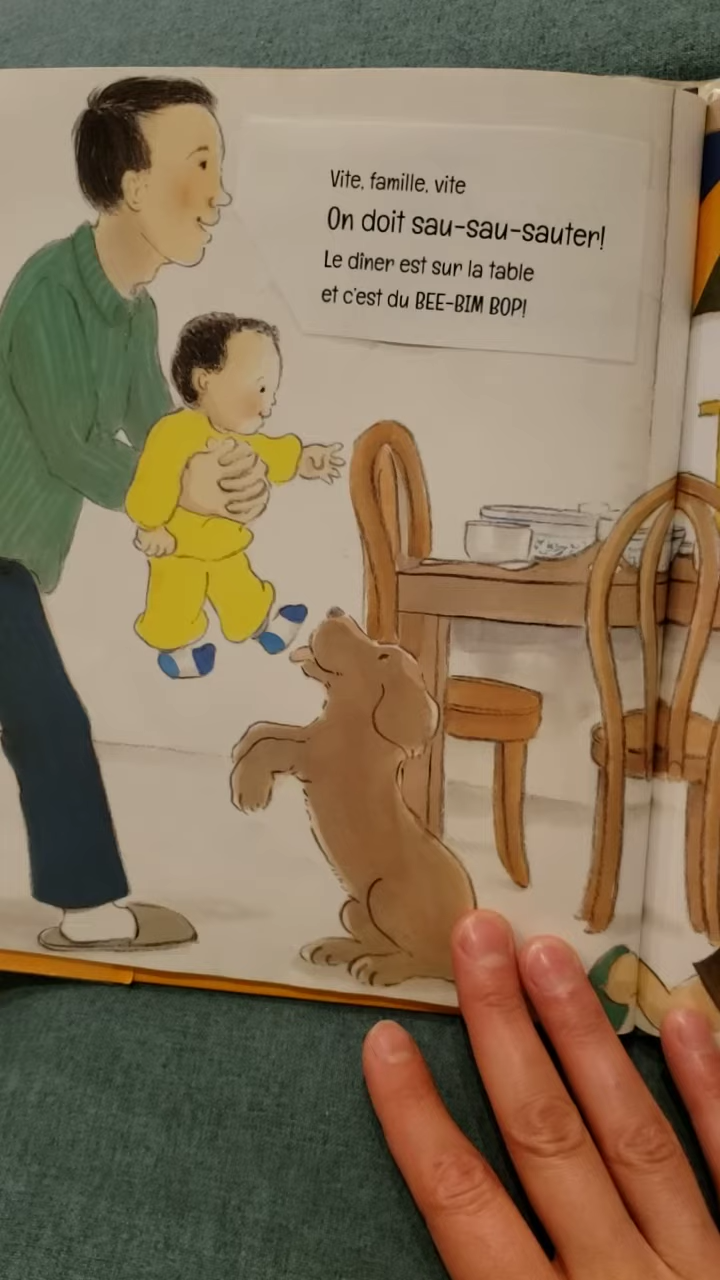 Vite, famille, vite
On doit sau-sau-sauter!
Le dîner est sur la table
et c'est du BEE-BIM BOP!